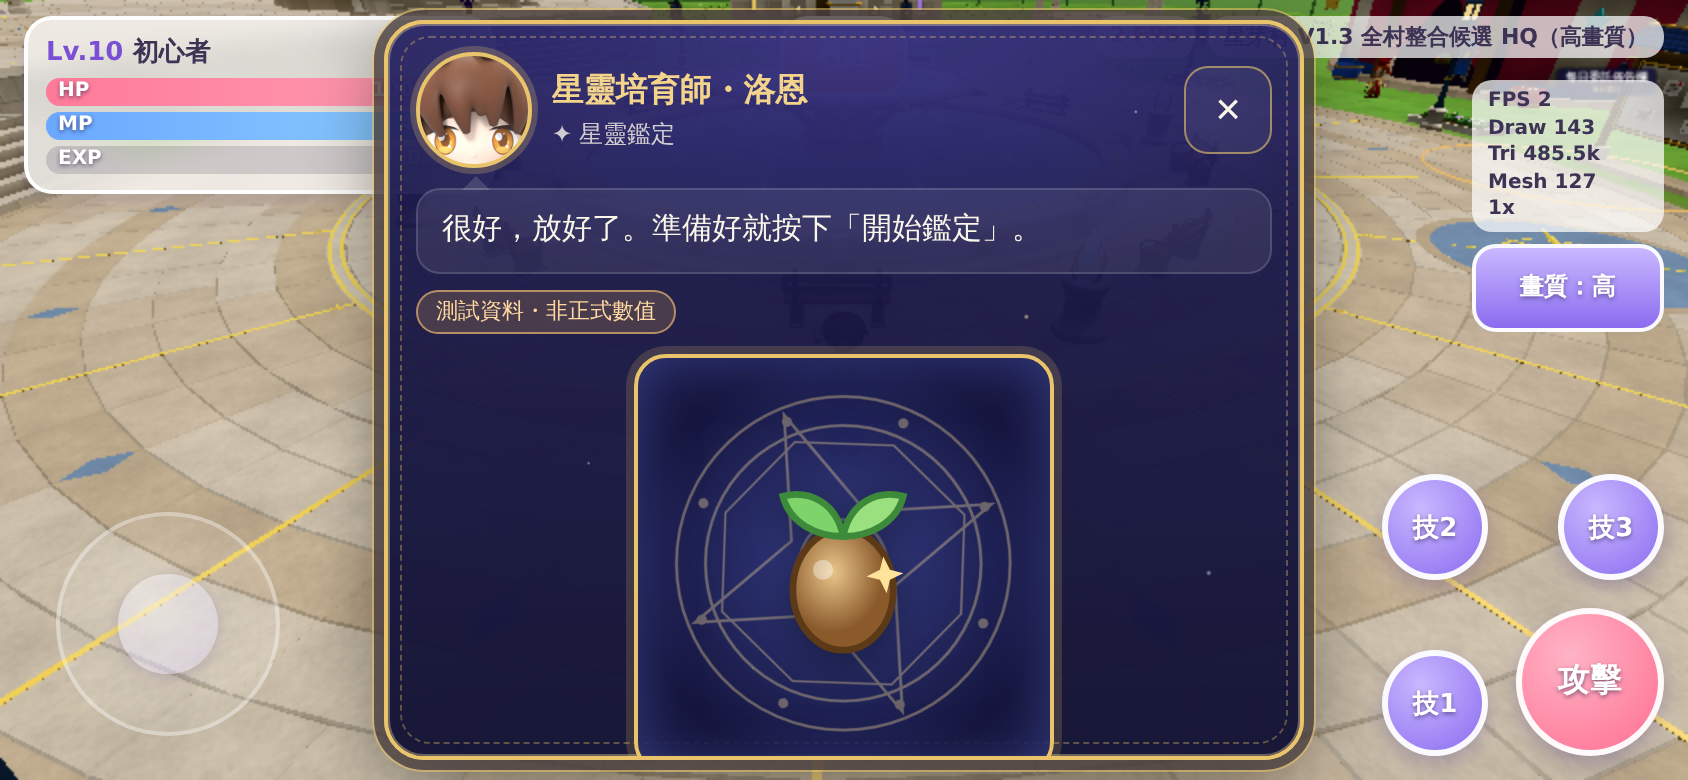 Lv.10 初心者
HP
MP
EXP
星靈培育師・洛恩
✦ 星靈鑑定
×
很好，放好了。準備好就按下「開始鑑定」。
測試資料・非正式數值
V1.3 全村整合候選 HQ（高畫質）
FPS 2
Draw 143
Tri 485.5k
Mesh 127
1x
畫質：高
技2
技3
技1
攻擊